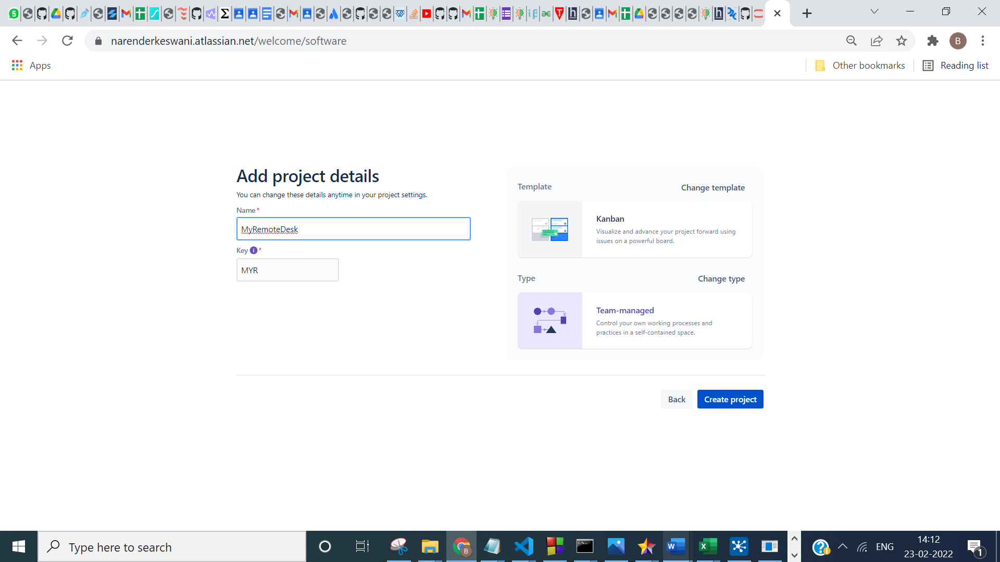 narenderkeswani.atlassian.net/welcome/software
B
Apps
Other bookmarks
Reading list
Add project details
You can change these details anytime in your project settings.
Name *
MyRemoteDesk
Key i *
MYR
Template
Change template
Kanban
Visualize and advance your project forward using
issues on a powerful board.
Type
Change type
Team-managed
Control your own working processes and
practices in a self-contained space.
Back
Create project
Type here to search
ENG
14:12
23-02-2022
1